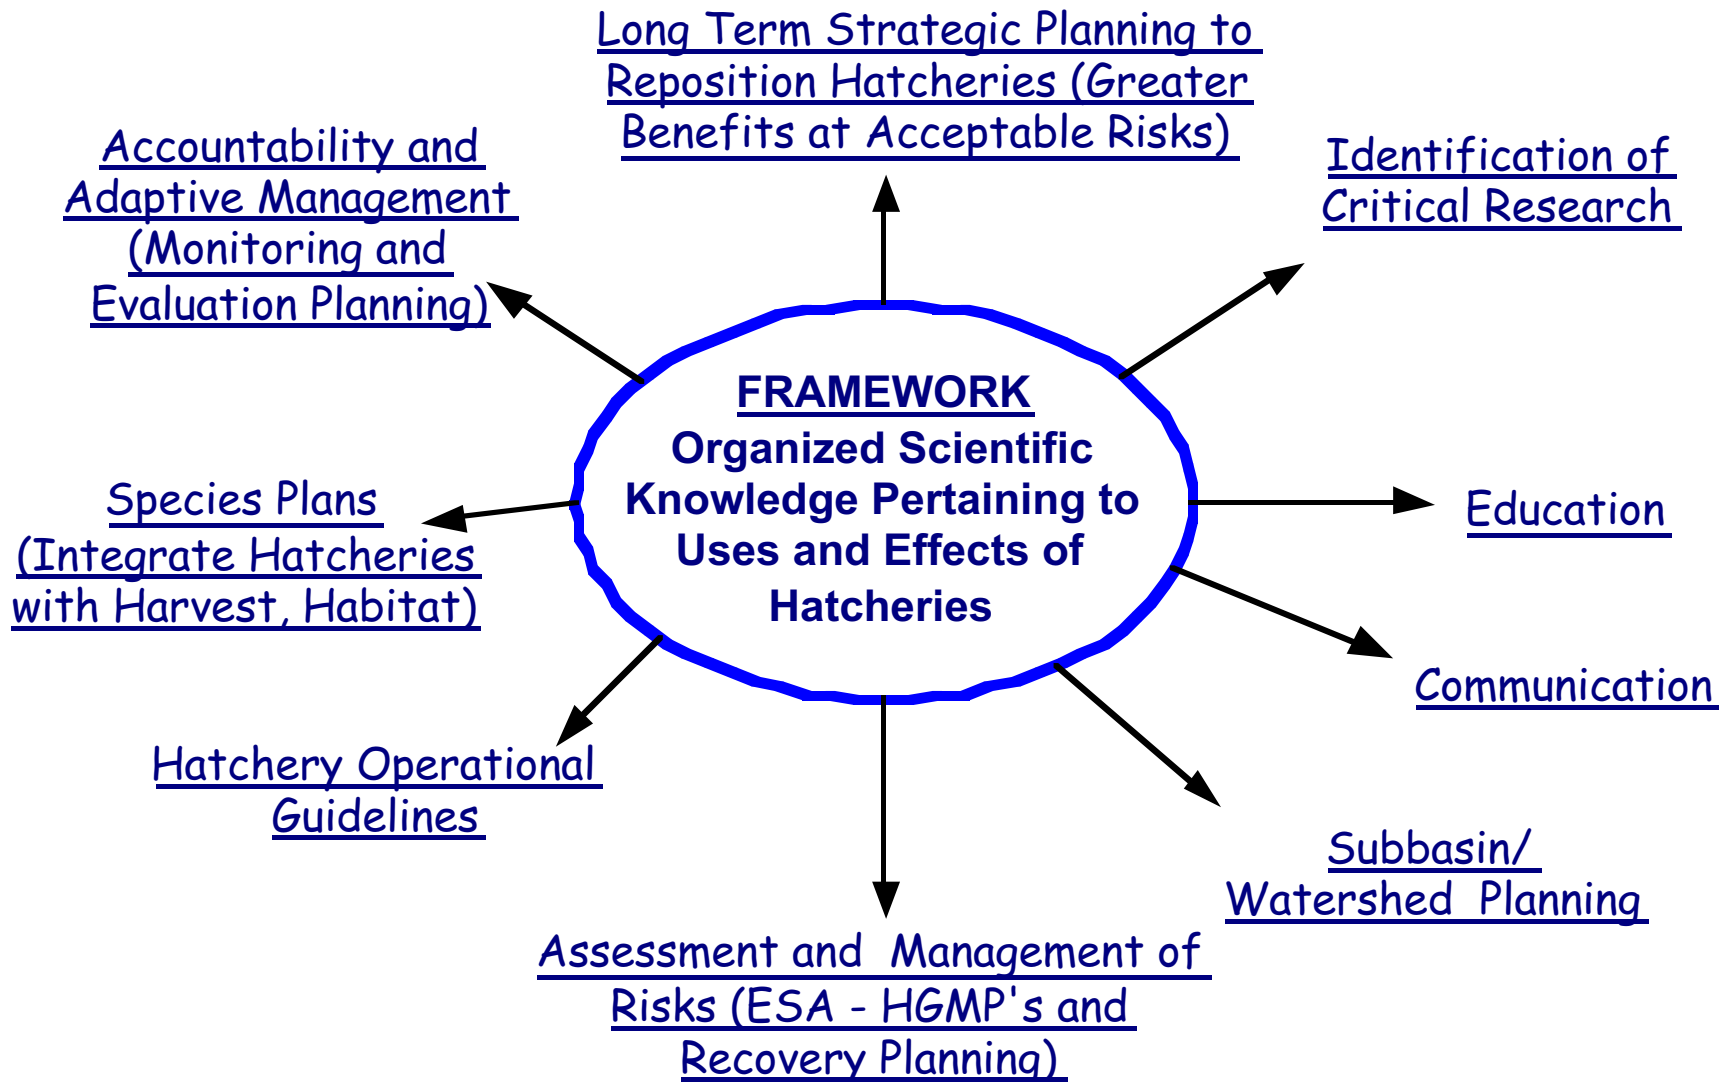 Long Term Strategic Planning to
Reposition Hatcheries (Greater
Benefits at Acceptable Risks)
Accountability and
Adaptive Management
(Monitoring and
Evaluation Planning)
Identification of
Critical Research
FRAMEWORK
Organized Scientific
Knowledge Pertaining to
Uses and Effects of
Hatcheries
Species Plans
(Integrate Hatcheries
with Harvest, Habitat)
Education
Communication
Hatchery Operational
Guidelines
Subbasin/
Watershed  Planning
Assessment and  Management of
Risks (ESA - HGMP's and
Recovery Planning)